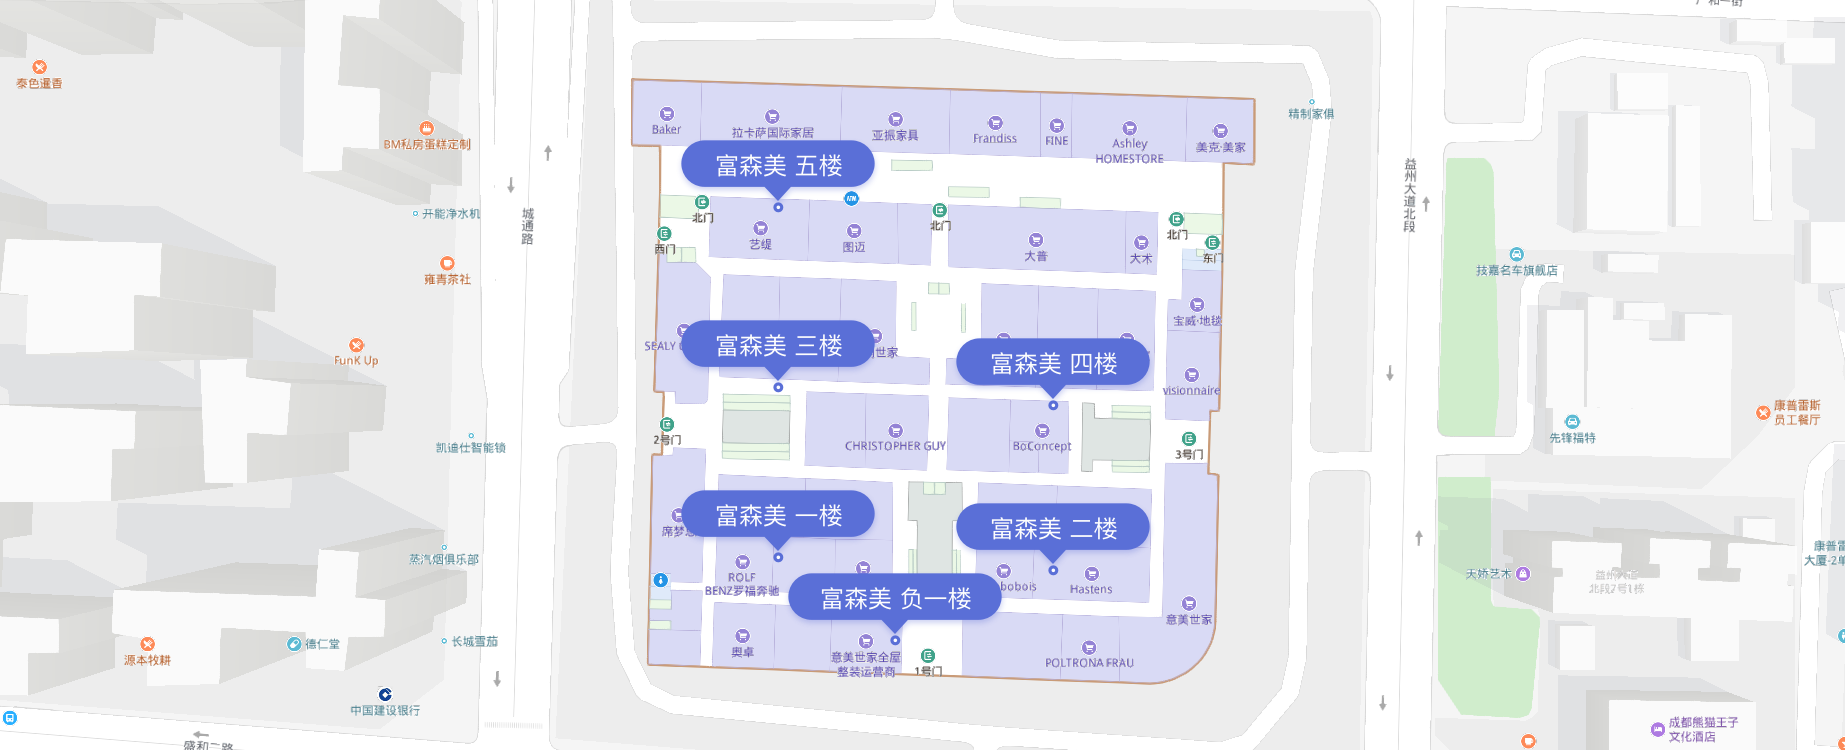 广和一街
泰色暹香
BM私房蛋糕定制
开能净水机
城通路
雍青茶社
FunK Up
凯迪仕智能锁
蒸汽烟俱乐部
长城雪茄
德仁堂
源本牧耕
中国建设银行
盛和二路
Baker
拉卡萨国际家居
亚振家具
Frandiss
FINE
Ashley
HOMESTORE
美克·美家
精制家俱
富森美 五楼
北门
西门
艺缇
图迈
北门
大普
大术
北门
东门
宝威·地毯
SEALY
世家
富森美 三楼
富森美 四楼
visionnaire
2号门
CHRISTOPHER GUY
BoConcept
3号门
席梦思
富森美 一楼
富森美 二楼
ROLF
BENZ罗福奔驰
bobois
Hastens
富森美 负一楼
意美世家
奥卓
意美世家全屋
整装运营商
1号门
POLTRONA FRAU
益州大道北段
技嘉名车旗舰店
先锋福特
康普雷斯
员工餐厅
康普雷
大厦-2单
天娇艺术
益州大道
北段2号1栋
成都熊猫王子
文化酒店